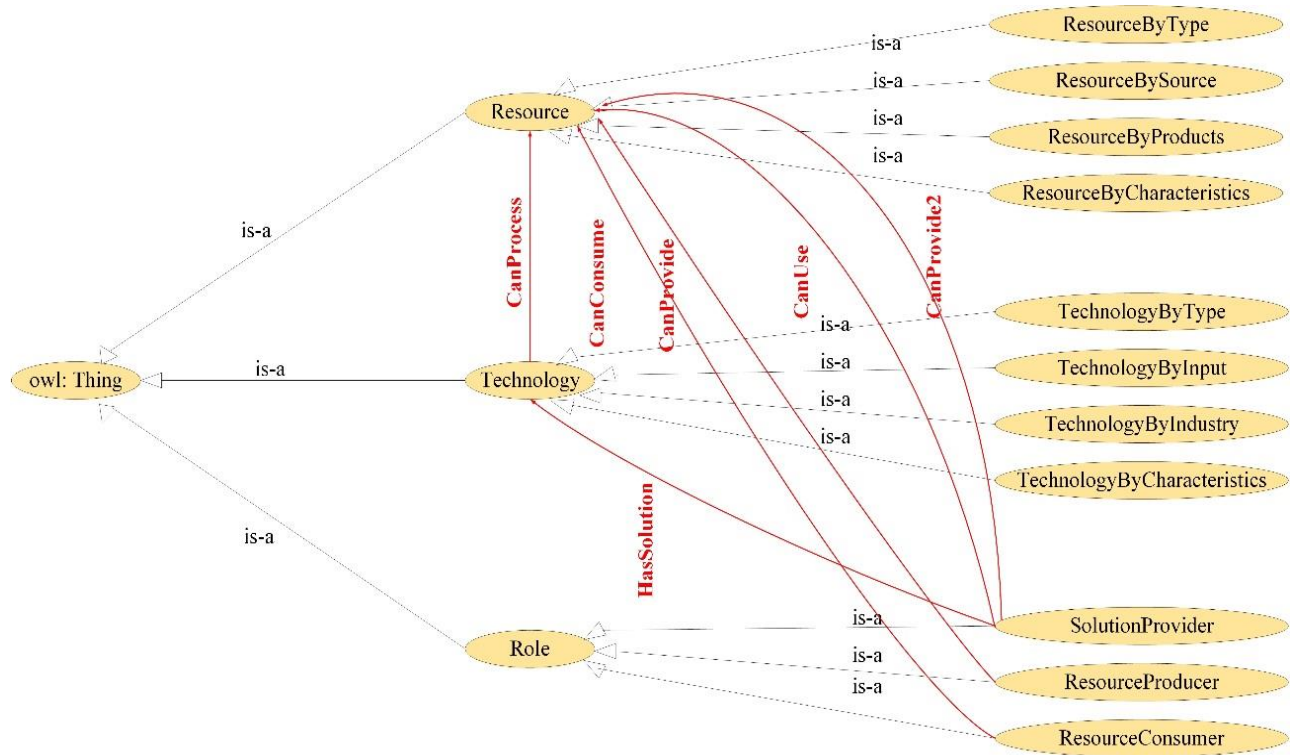 ResourceByType
is-a
ResourceBySource
is-a
Resource
is-a
ResourceByProducts
is-a
ResourceByCharacteristics
is-a
CanProcess
CanConsume
CanProvide
CanUse
CanProvide2
TechnologyByType
is-a
TechnologyByInput
is-a
owl: Thing
is-a
Technology
is-a
TechnologyByIndustry
is-a
TechnologyByCharacteristics
HasSolution
is-a
is-a
SolutionProvider
Role
is-a
ResourceProducer
is-a
ResourceConsumer